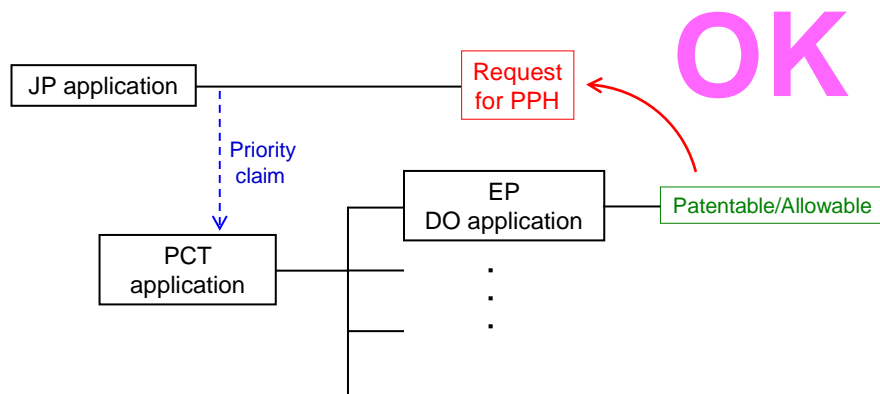 OK
JP application
Request
for PPH
Priority
claim
EP
DO application
Patentable/Allowable
PCT
application